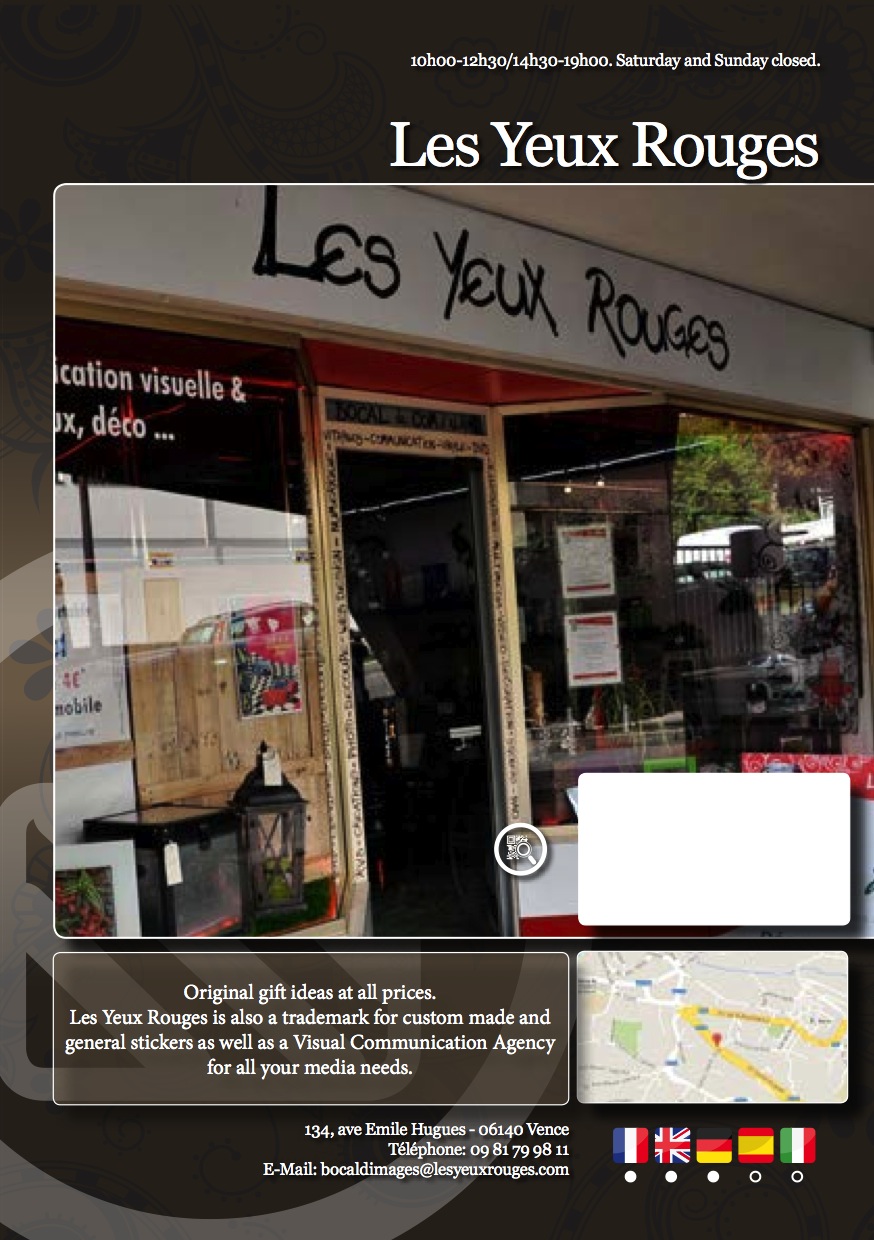 10h00-12h30/14h30-19h00. Saturday and Sunday closed.
Les Yeux Rouges
LES YEUX ROUGES
ication visuelle &
ux, déco ...
4€
mobile
Original gift ideas at all prices.
Les Yeux Rouges is also a trademark for custom made and
general stickers as well as a Visual Communication Agency
for all your media needs.
134, ave Emile Hugues - 06140 Vence
Téléphone: 09 81 79 98 11
E-Mail: bocaldimages@lesyeuxrouges.com